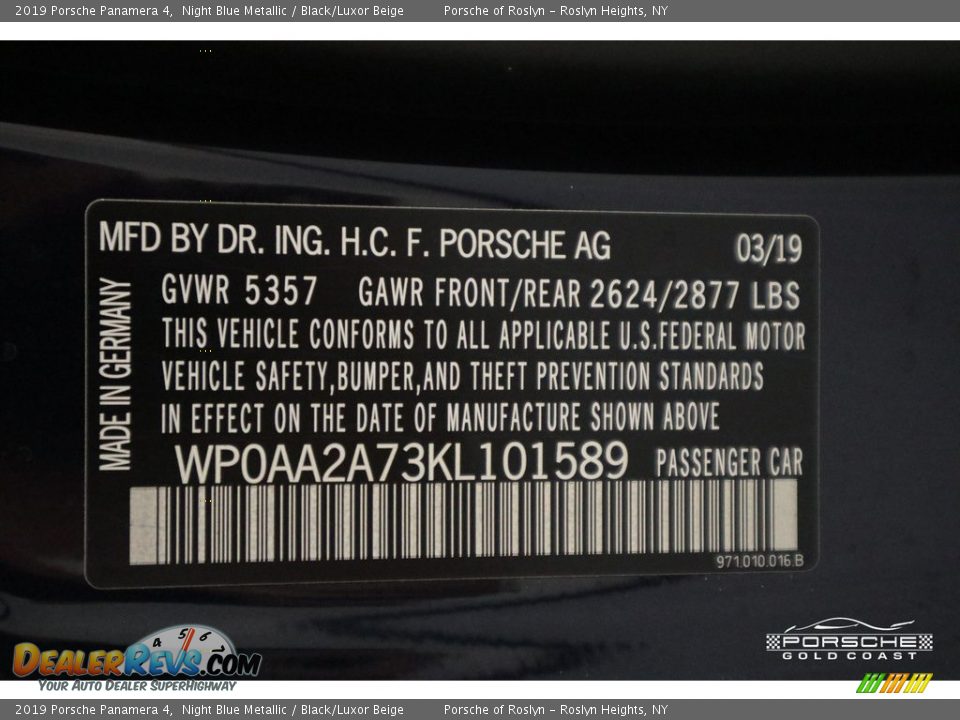 2019 Porsche Panamera 4, Night Blue Metallic / Black/Luxor Beige Porsche of Roslyn - Roslyn Heights, NY
MFD BY DR. ING. H.C. F. PORSCHE AG 03/19
GVWR 5357 GAWR FRONT/REAR 2624/2877 LBS
THIS VEHICLE CONFORMS TO ALL APPLICABLE U.S.FEDERAL MOTOR
VEHICLE SAFETY,BUMPER,AND THEFT PREVENTION STANDARDS
IN EFFECT ON THE DATE OF MANUFACTURE SHOWN ABOVE
MADE IN GERMANY
WP0AA2A73KL101589 PASSENGER CAR
971.010.016 B
4 5 6 7
DEALERREVS.COM
YOUR AUTO DEALER SUPERHIGHWAY
PORSCHE
GOLD COAST
2019 Porsche Panamera 4, Night Blue Metallic / Black/Luxor Beige Porsche of Roslyn - Roslyn Heights, NY